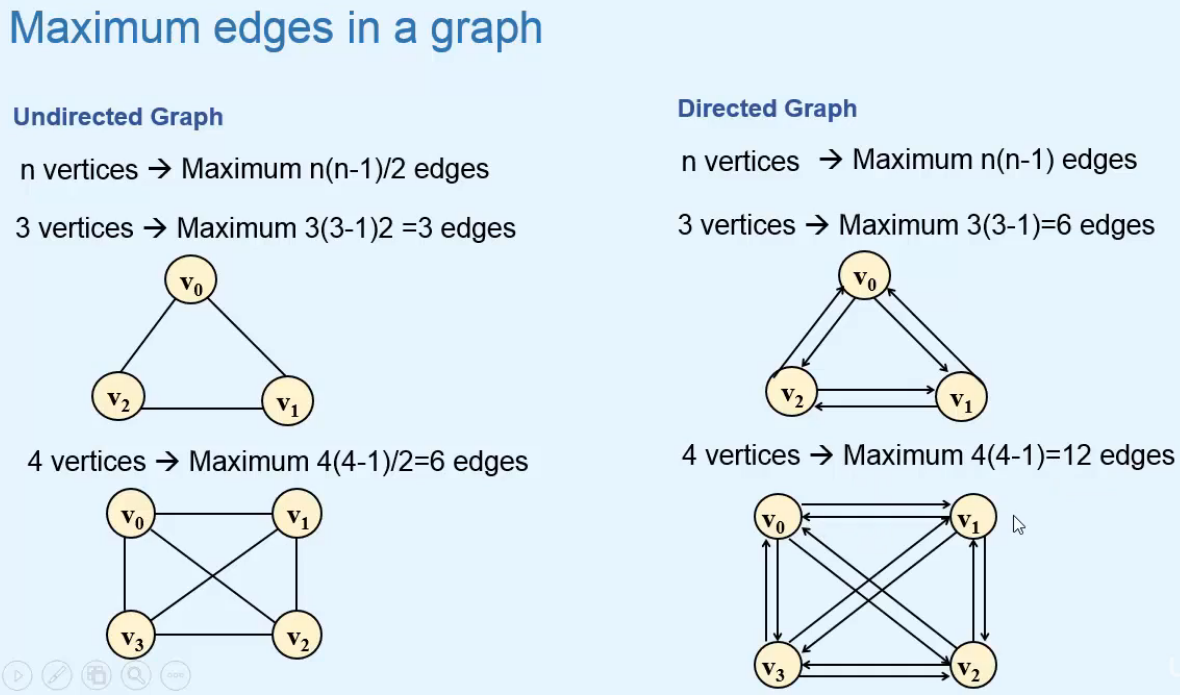 Maximum edges in a graph
Undirected Graph
n vertices → Maximum n(n-1)/2 edges
3 vertices → Maximum 3(3-1)2 =3 edges
v₀
v₂
v₁
4 vertices → Maximum 4(4-1)/2=6 edges
v₀
v₁
v₃
v₂
Directed Graph
n vertices → Maximum n(n-1) edges
3 vertices → Maximum 3(3-1)=6 edges
v₀
v₂
v₁
4 vertices → Maximum 4(4-1)=12 edges
v₀
v₁
v₃
v₂